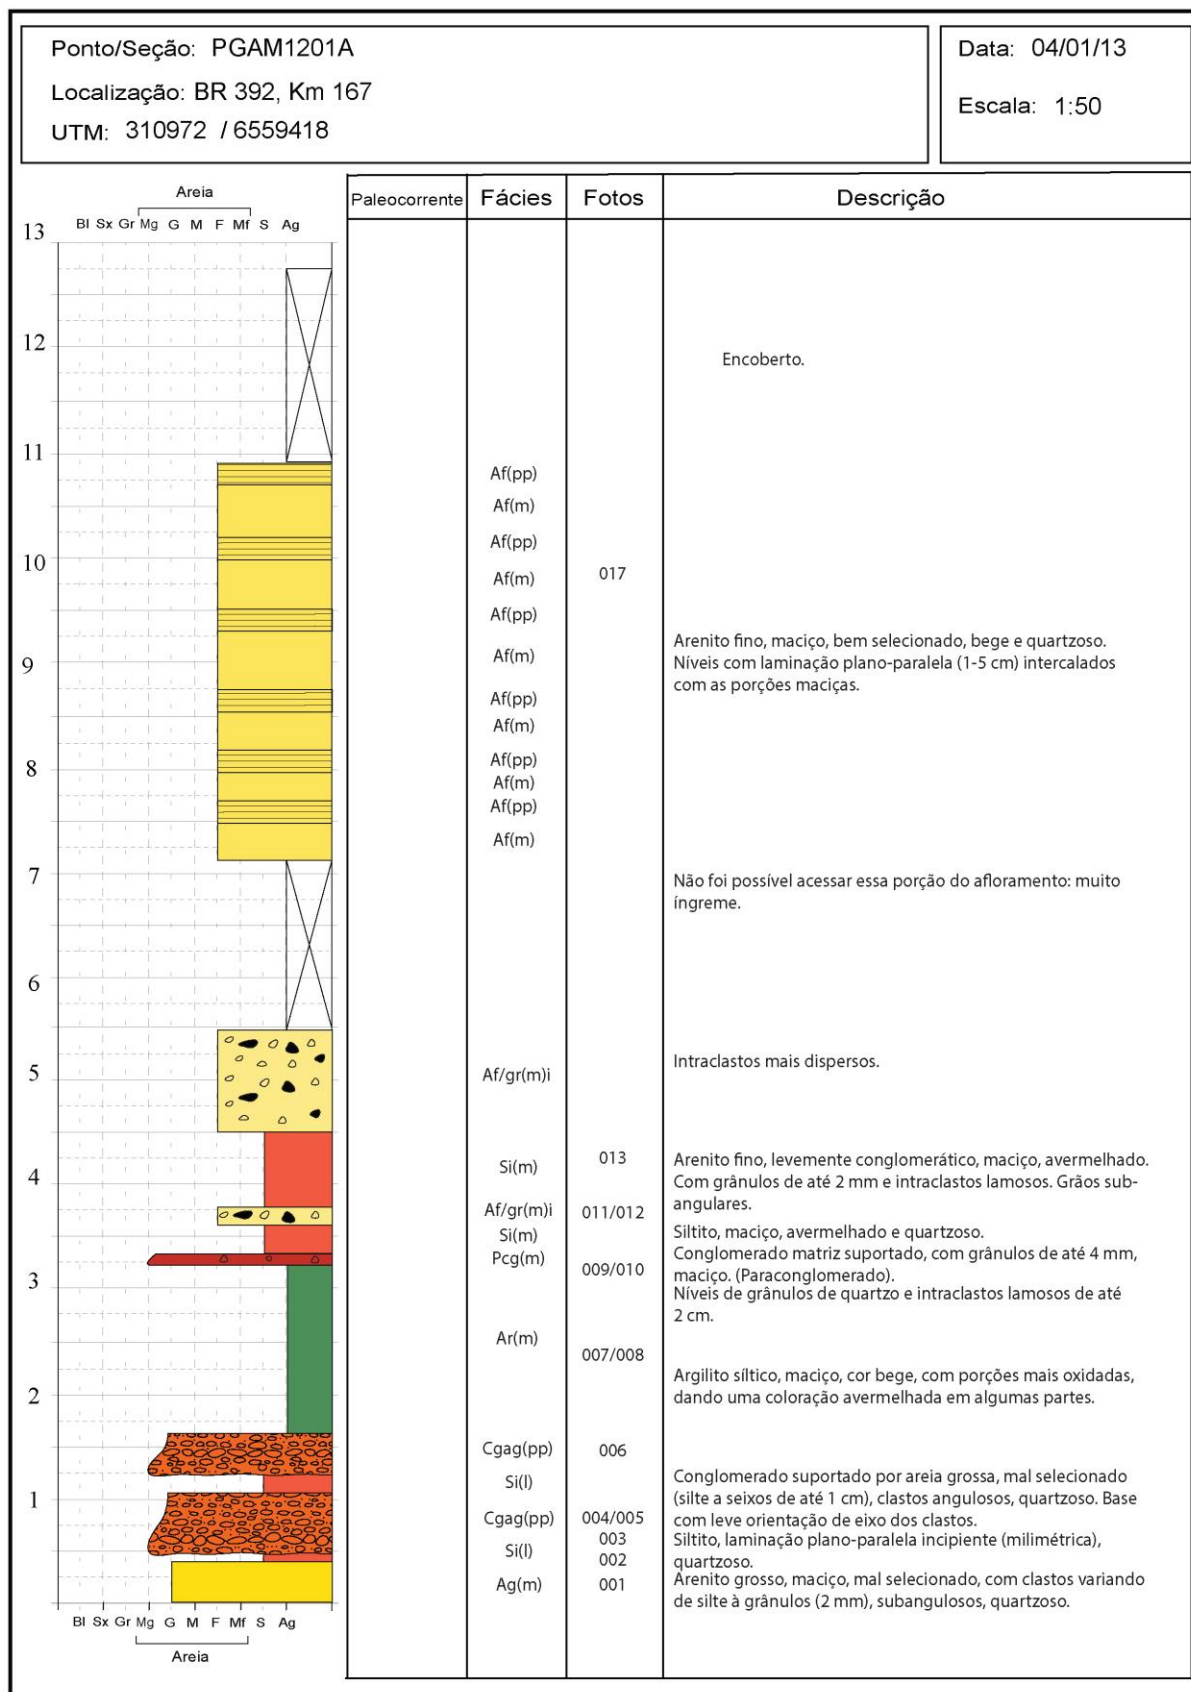 Ponto/Seção: PGAM1201A
Localização: BR 392, Km 167
UTM: 310972 / 6559418
Data: 04/01/13
Escala: 1:50
Areia
Bl Sx Gr Mg G M F Mf S Ag
Paleocorrente Fácies Fotos Descrição
13
12
Encoberto.
11
Af(pp)
Af(m)
Af(pp)
10
Af(m) 017
Af(pp)
Arenito fino, maciço, bem selecionado, bege e quartzoso.
9 Af(m) Níveis com laminação plano-paralela (1-5 cm) intercalados
com as porções maciças.
Af(pp)
Af(m)
Af(pp)
8
Af(m)
Af(pp)
Af(m)
7
Não foi possível acessar essa porção do afloramento: muito
íngreme.
6
Intraclastos mais dispersos.
5 Af/gr(m)i
Si(m) 013 Arenito fino, levemente conglomerático, maciço, avermelhado.
4 Com grânulos de até 2 mm e intraclastos lamosos. Grãos sub-
angulares.
Af/gr(m)i 011/012
Si(m) Siltito, maciço, avermelhado e quartzoso.
Pcg(m) Conglomerado matriz suportado, com grânulos de até 4 mm,
009/010 maciço. (Paraconglomerado).
3 Níveis de grânulos de quartzo e intraclastos lamosos de até
2 cm.
Ar(m)
007/008
Argilito síltico, maciço, cor bege, com porções mais oxidadas,
2 dando uma coloração avermelhada em algumas partes.
Cgag(pp) 006
Si(l) Conglomerado suportado por areia grossa, mal selecionado
1 (silte a seixos de até 1 cm), clastos angulosos, quartzoso. Base
Cgag(pp) 004/005 com leve orientação de eixo dos clastos.
003 Siltito, laminação plano-paralela incipiente (milimétrica),
Si(l) 002 quartzoso.
Ag(m) 001 Arenito grosso, maciço, mal selecionado, com clastos variando
de silte à grânulos (2 mm), subangulosos, quartzoso.
Bl Sx Gr Mg G M F Mf S Ag
Areia